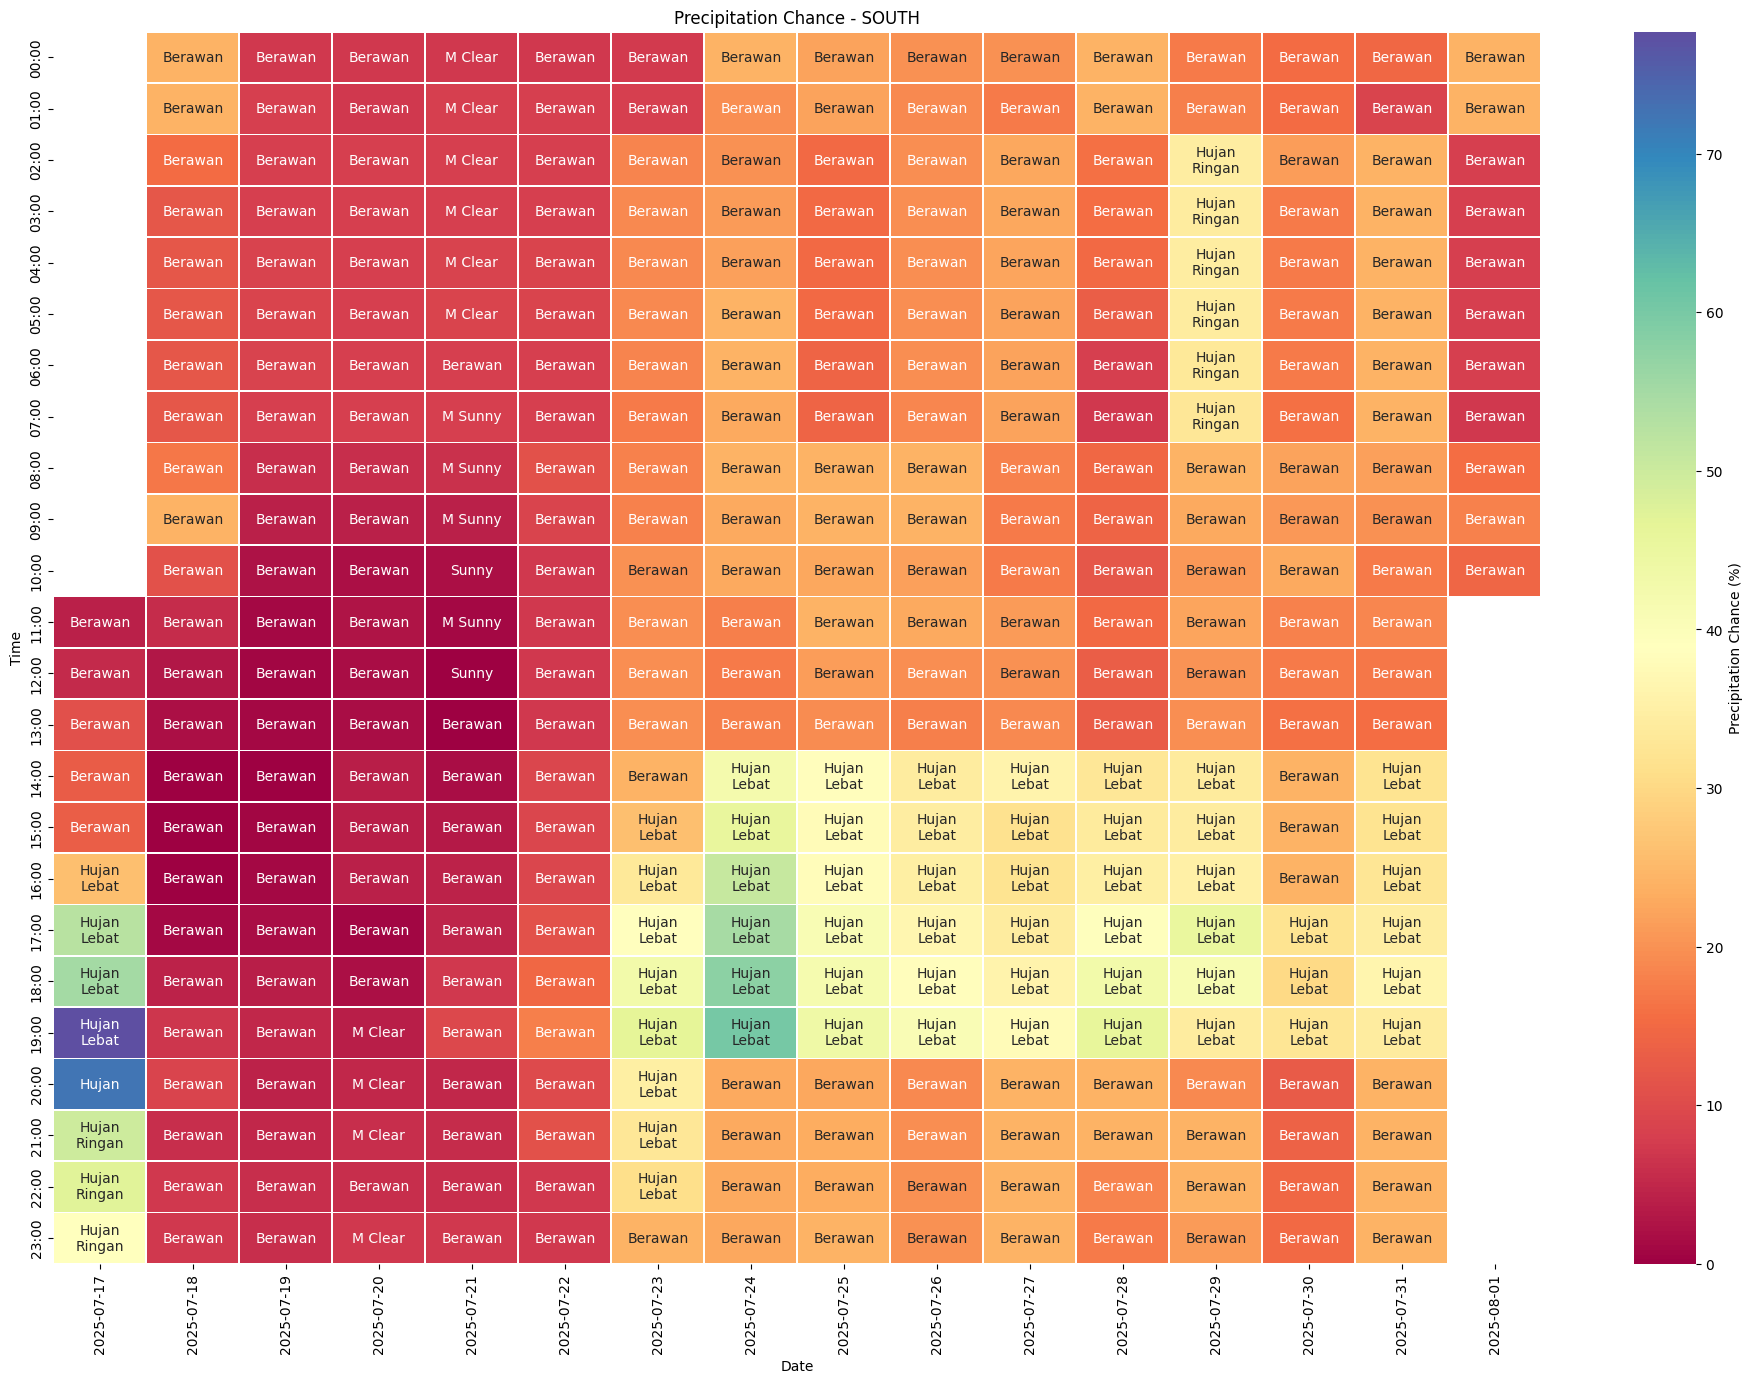 Precipitation Chance - SOUTH
00:00 Berawan Berawan Berawan M Clear Berawan Berawan Berawan Berawan Berawan Berawan Berawan Berawan Berawan Berawan Berawan
01:00 Berawan Berawan Berawan M Clear Berawan Berawan Berawan Berawan Berawan Berawan Berawan Berawan Berawan Berawan Berawan
02:00 Berawan Berawan Berawan M Clear Berawan Berawan Berawan Berawan Berawan Berawan Berawan Hujan Ringan Berawan Berawan Berawan
03:00 Berawan Berawan Berawan M Clear Berawan Berawan Berawan Berawan Berawan Berawan Berawan Hujan Ringan Berawan Berawan Berawan
04:00 Berawan Berawan Berawan M Clear Berawan Berawan Berawan Berawan Berawan Berawan Berawan Hujan Ringan Berawan Berawan Berawan
05:00 Berawan Berawan Berawan M Clear Berawan Berawan Berawan Berawan Berawan Berawan Berawan Hujan Ringan Berawan Berawan Berawan
06:00 Berawan Berawan Berawan Berawan Berawan Berawan Berawan Berawan Berawan Berawan Berawan Hujan Ringan Berawan Berawan Berawan
07:00 Berawan Berawan Berawan M Sunny Berawan Berawan Berawan Berawan Berawan Berawan Berawan Hujan Ringan Berawan Berawan Berawan
08:00 Berawan Berawan Berawan M Sunny Berawan Berawan Berawan Berawan Berawan Berawan Berawan Berawan Berawan Berawan Berawan
09:00 Berawan Berawan Berawan M Sunny Berawan Berawan Berawan Berawan Berawan Berawan Berawan Berawan Berawan Berawan Berawan
10:00 Berawan Berawan Berawan Sunny Berawan Berawan Berawan Berawan Berawan Berawan Berawan Berawan Berawan Berawan Berawan
11:00 Berawan Berawan Berawan Berawan M Sunny Berawan Berawan Berawan Berawan Berawan Berawan Berawan Berawan Berawan Berawan
12:00 Berawan Berawan Berawan Berawan Sunny Berawan Berawan Berawan Berawan Berawan Berawan Berawan Berawan Berawan Berawan
13:00 Berawan Berawan Berawan Berawan Berawan Berawan Berawan Berawan Berawan Berawan Berawan Berawan Berawan Berawan Berawan
14:00 Berawan Berawan Berawan Berawan Berawan Berawan Berawan Hujan Lebat Hujan Lebat Hujan Lebat Hujan Lebat Hujan Lebat Hujan Lebat Berawan Hujan Lebat
15:00 Berawan Berawan Berawan Berawan Berawan Berawan Hujan Lebat Hujan Lebat Hujan Lebat Hujan Lebat Hujan Lebat Hujan Lebat Hujan Lebat Berawan Hujan Lebat
16:00 Hujan Lebat Berawan Berawan Berawan Berawan Berawan Hujan Lebat Hujan Lebat Hujan Lebat Hujan Lebat Hujan Lebat Hujan Lebat Hujan Lebat Berawan Hujan Lebat
17:00 Hujan Lebat Berawan Berawan Berawan Berawan Berawan Hujan Lebat Hujan Lebat Hujan Lebat Hujan Lebat Hujan Lebat Hujan Lebat Hujan Lebat Hujan Lebat Hujan Lebat
18:00 Hujan Lebat Berawan Berawan Berawan Berawan Berawan Hujan Lebat Hujan Lebat Hujan Lebat Hujan Lebat Hujan Lebat Hujan Lebat Hujan Lebat Hujan Lebat Hujan Lebat
19:00 Hujan Lebat Berawan Berawan M Clear Berawan Berawan Hujan Lebat Hujan Lebat Hujan Lebat Hujan Lebat Hujan Lebat Hujan Lebat Hujan Lebat Hujan Lebat Hujan Lebat
20:00 Hujan Berawan Berawan M Clear Berawan Berawan Hujan Lebat Berawan Berawan Berawan Berawan Berawan Berawan Berawan Berawan
21:00 Hujan Ringan Berawan Berawan M Clear Berawan Berawan Hujan Lebat Berawan Berawan Berawan Berawan Berawan Berawan Berawan Berawan
22:00 Hujan Ringan Berawan Berawan Berawan Berawan Berawan Hujan Lebat Berawan Berawan Berawan Berawan Berawan Berawan Berawan Berawan
23:00 Hujan Ringan Berawan Berawan M Clear Berawan Berawan Berawan Berawan Berawan Berawan Berawan Berawan Berawan Berawan Berawan
Time
2025-07-17 2025-07-18 2025-07-19 2025-07-20 2025-07-21 2025-07-22 2025-07-23 2025-07-24 2025-07-25 2025-07-26 2025-07-27 2025-07-28 2025-07-29 2025-07-30 2025-07-31 2025-08-01
Date
70
60
50
40
30
20
10
0
Precipitation Chance (%)